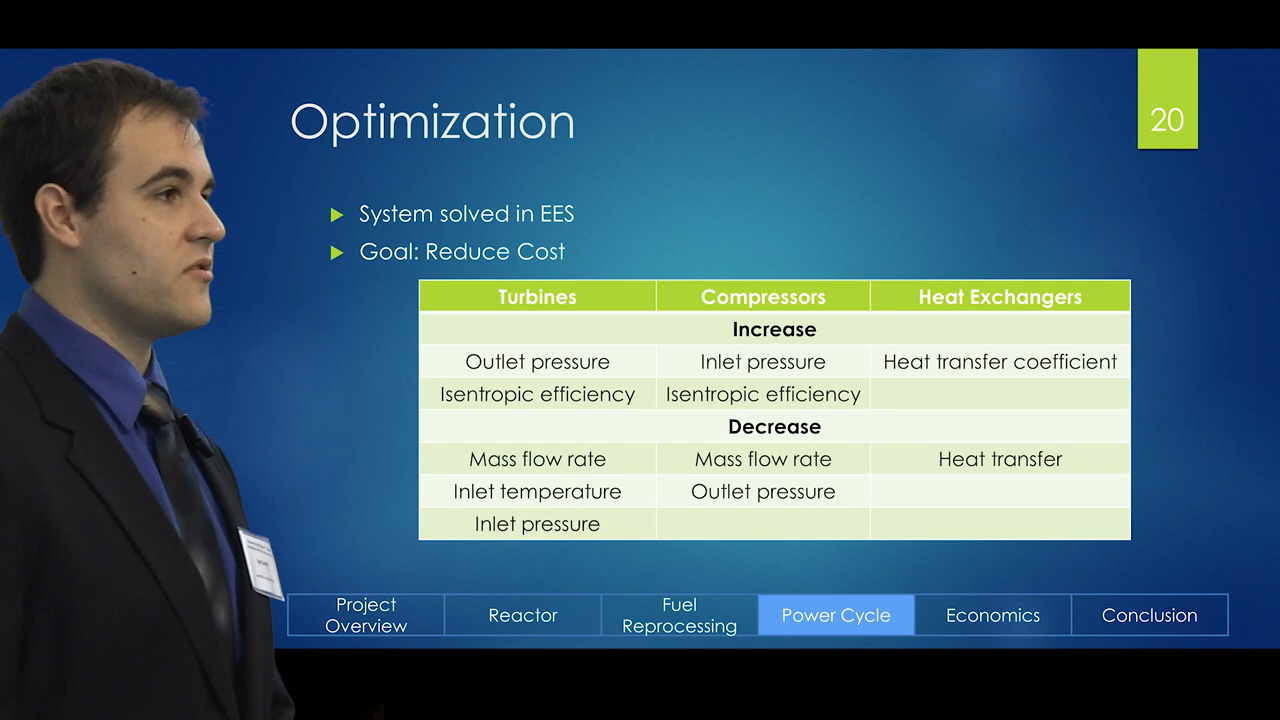 Optimization
20
System solved in EES
Goal: Reduce Cost
Turbines Compressors Heat Exchangers
Increase
Outlet pressure Inlet pressure Heat transfer coefficient
Isentropic efficiency Isentropic efficiency
Decrease
Mass flow rate Mass flow rate Heat transfer
Inlet temperature Outlet pressure
Inlet pressure
Project
Overview
Reactor
Fuel
Reprocessing
Power Cycle
Economics
Conclusion